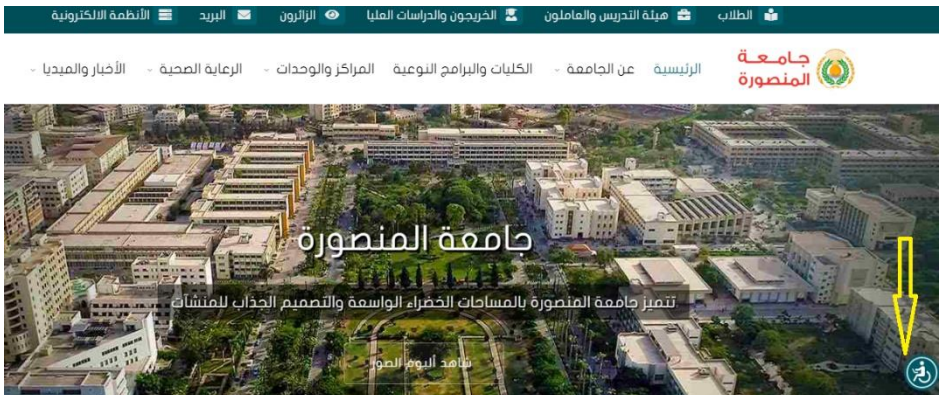 الطلاب هيئة التدريس والعاملون الخريجون والدراسات العليا الزائرون البريد الأنظمة الالكترونية
جامعة
المنصورة
الرئيسية عن الجامعة الكليات والبرامج النوعية المراكز والوحدات الرعاية الصحية الأخبار والميديا
جامعة المنصورة
تتميز جامعة المنصورة بالمساحات الخضراء الواسعة والتصميم الجذاب للمنشآت
شاهد ألبوم الصور